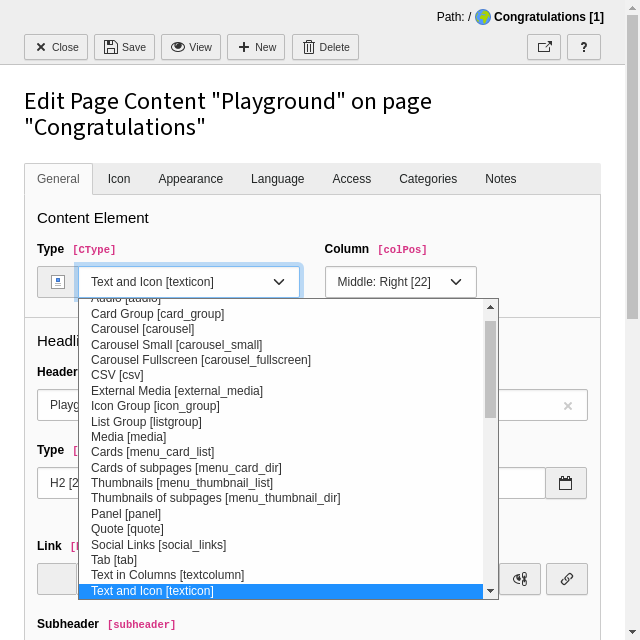 Path: / Congratulations [1]
Close Save View New Delete ?
Edit Page Content "Playground" on page
"Congratulations"
General Icon Appearance Language Access Categories Notes
Content Element
Type [CType] Column [colPos]
Text and Icon [texticon] Middle: Right [22]
Audio [audio]
Card Group [card_group]
Carousel [carousel]
Carousel Small [carousel_small]
Carousel Fullscreen [carousel_fullscreen]
CSV [csv]
External Media [external_media]
Icon Group [icon_group]
List Group [listgroup]
Media [media]
Cards [menu_card_list]
Cards of subpages [menu_card_dir]
Thumbnails [menu_thumbnail_list]
Thumbnails of subpages [menu_thumbnail_dir]
Panel [panel]
Quote [quote]
Social Links [social_links]
Tab [tab]
Text in Columns [textcolumn]
Text and Icon [texticon]
Headli
Header
Playg
Type [
H2 [2
Link [
Subheader [subheader]